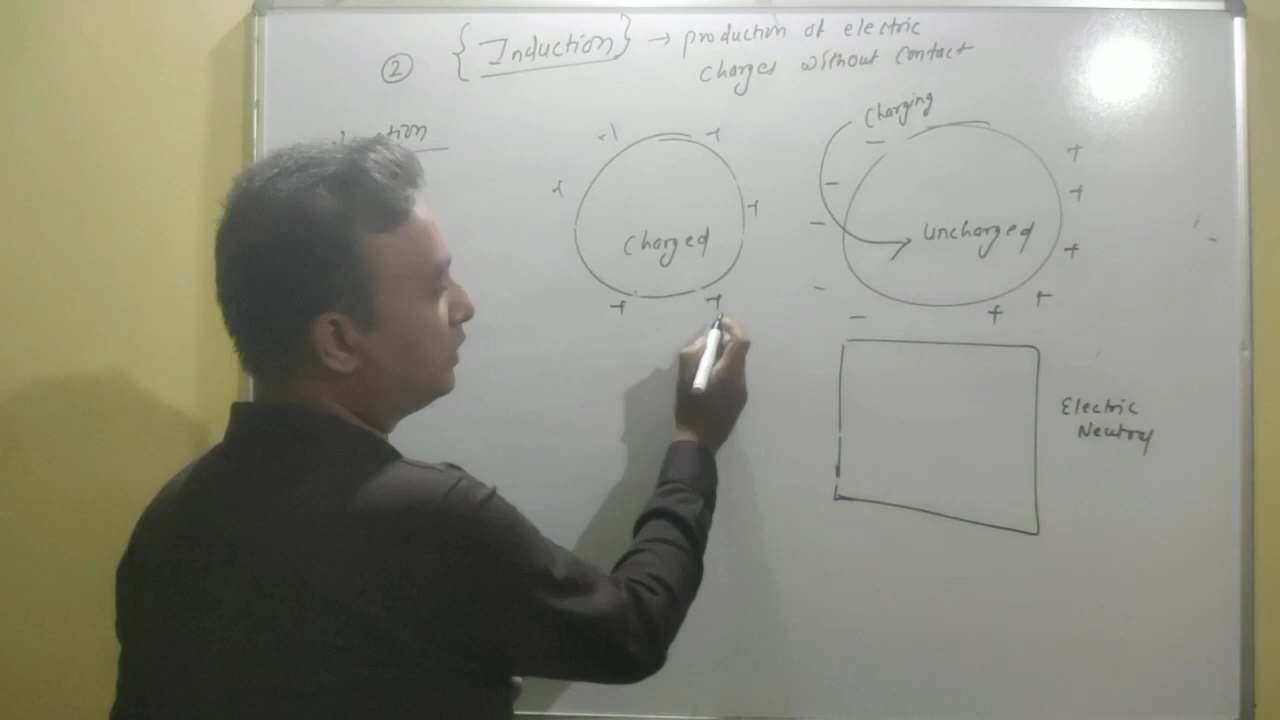 ② {Induction} → production of electric
charges without contact
Charging
Charged
uncharged
Electric
Neutral